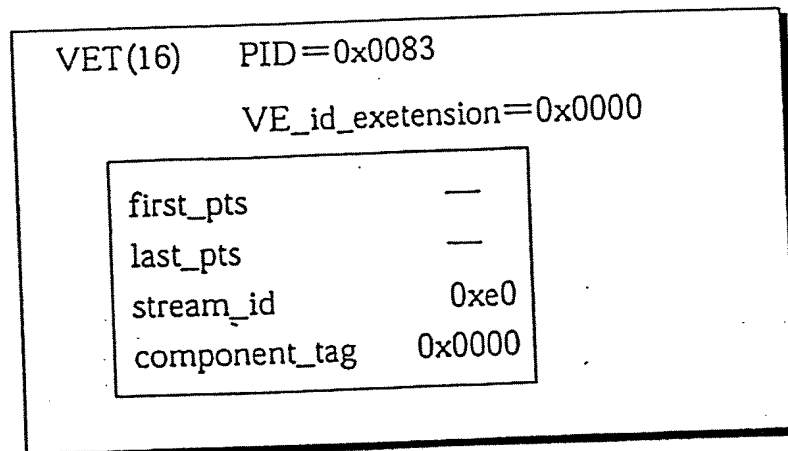 VET(16) PID=0x0083
VE_id_exetension=0x0000
first_pts —
last_pts —
stream_id 0xe0
component_tag 0x0000